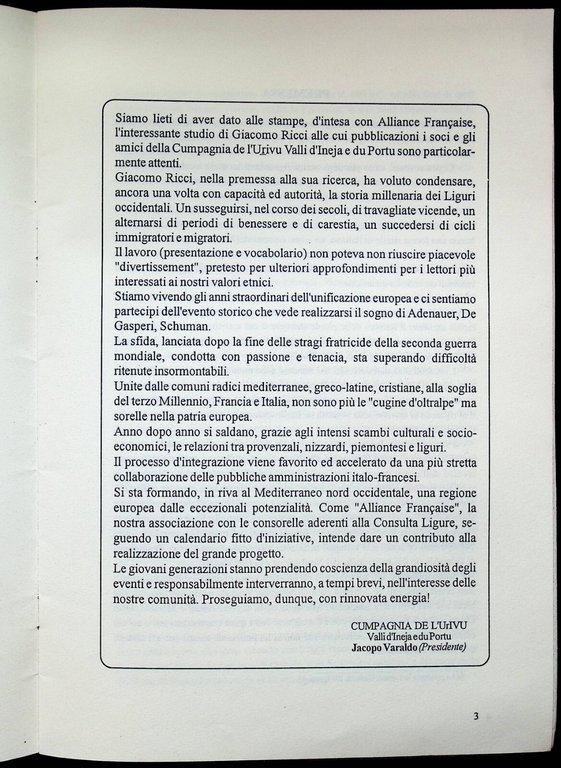 Siamo lieti di aver dato alle stampe, d'intesa con Alliance Française,
l'interessante studio di Giacomo Ricci alle cui pubblicazioni i soci e gli
amici della Cumpagnia de l'Urivu Valli d'Ineja e du Portu sono particolar-
mente attenti.
Giacomo Ricci, nella premessa alla sua ricerca, ha voluto condensare,
ancora una volta con capacità ed autorità, la storia millenaria dei Liguri
occidentali. Un susseguirsi, nel corso dei secoli, di travagliate vicende, un
alternarsi di periodi di benessere e di carestia, un succedersi di cicli
immigratori e migratori.
Il lavoro (presentazione e vocabolario) non poteva non riuscire piacevole
"divertissement", pretesto per ulteriori approfondimenti per i lettori più
interessati ai nostri valori etnici.
Stiamo vivendo gli anni straordinari dell'unificazione europea e ci sentiamo
partecipi dell'evento storico che vede realizzarsi il sogno di Adenauer, De
Gasperi, Schuman.
La sfida, lanciata dopo la fine delle stragi fratricide della seconda guerra
mondiale, condotta con passione e tenacia, sta superando difficoltà
ritenute insormontabili.
Unite dalle comuni radici mediterranee, greco-latine, cristiane, alla soglia
del terzo Millennio, Francia e Italia, non sono più le "cugine d'oltralpe" ma
sorelle nella patria europea.
Anno dopo anno si saldano, grazie agli intensi scambi culturali e socio-
economici, le relazioni tra provenzali, nizzardi, piemontesi e liguri.
Il processo d'integrazione viene favorito ed accelerato da una più stretta
collaborazione delle pubbliche amministrazioni italo-francesi.
Si sta formando, in riva al Mediterraneo nord occidentale, una regione
europea dalle eccezionali potenzialità. Come "Alliance Française", la
nostra associazione con le consorelle aderenti alla Consulta Ligure, se-
guendo un calendario fitto d'iniziative, intende dare un contributo alla
realizzazione del grande progetto.
Le giovani generazioni stanno prendendo coscienza della grandiosità degli
eventi e responsabilmente interverranno, a tempi brevi, nell'interesse delle
nostre comunità. Proseguiamo, dunque, con rinnovata energia!
CUMPAGNIA DE L'UrIVU
Valli d'Ineja e du Portu
Jacopo Varaldo (Presidente)
3